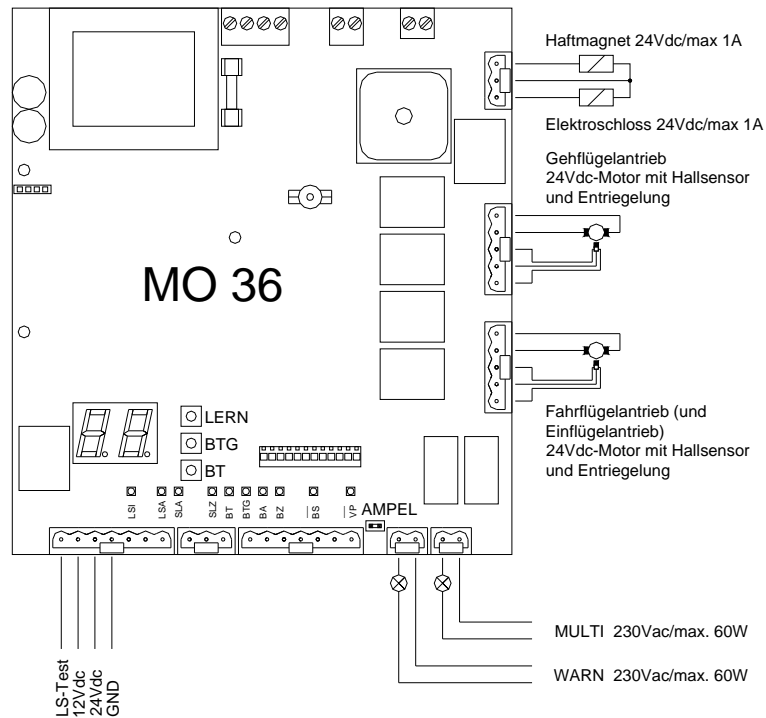 Haftmagnet 24Vdc/max 1A
Elektroschloss 24Vdc/max 1A
Gehflügelantrieb
24Vdc-Motor mit Hallsensor
und Entriegelung
MO 36
Fahrflügelantrieb (und
Einflügelantrieb)
24Vdc-Motor mit Hallsensor
und Entriegelung
LERN
BTG
BT
LSI
LSA
SLA
SLZ
BT
BTG
BA
BZ
BS
VP
AMPEL
MULTI 230Vac/max. 60W
WARN 230Vac/max. 60W
LS-Test
12Vdc
24Vdc
GND